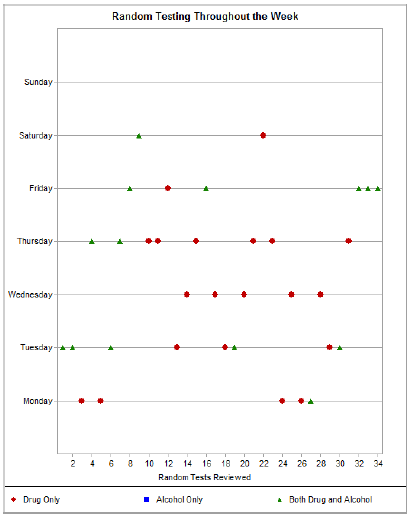 Random Testing Throughout the Week
Sunday
Saturday
Friday
Thursday
Wednesday
Tuesday
Monday
2 4 6 8 10 12 14 16 18 20 22 24 26 28 30 32 34
Random Tests Reviewed
Drug Only Alcohol Only Both Drug and Alcohol